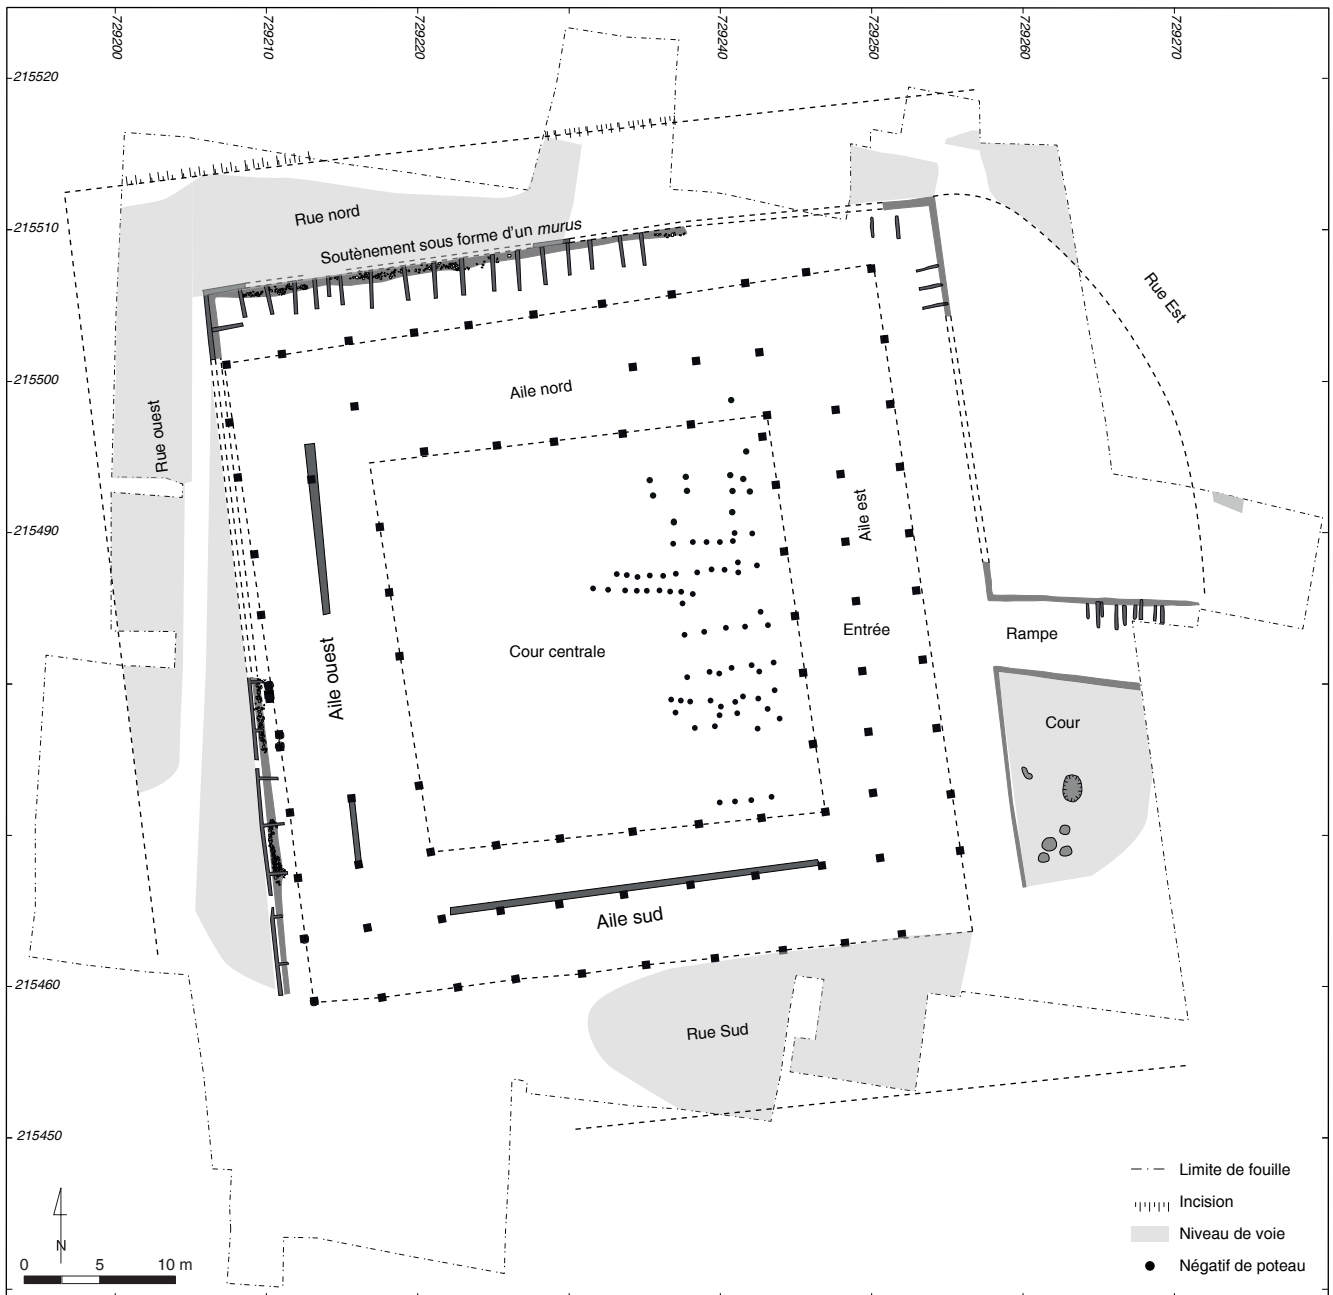 729200
729210
729220
729240
729250
729260
729270
215520
215510
215500
215490
215460
215450
Rue nord
Soutènement sous forme d'un murus
Rue Est
Aile nord
Rue ouest
Aile est
Entrée
Rampe
Cour centrale
Aile ouest
Cour
Aile sud
Rue Sud
Limite de fouille
Incision
Niveau de voie
Négatif de poteau
N
0 5 10 m